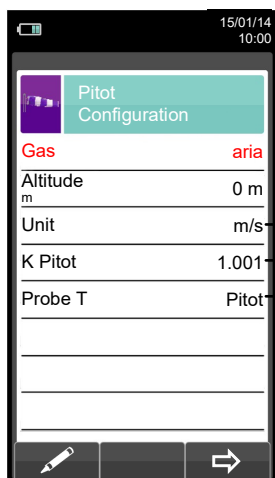 15/01/14
10:00
Pitot
Configuration
Gas aria
Altitude 0 m
m
Unit m/s
K Pitot 1.001
Probe T Pitot